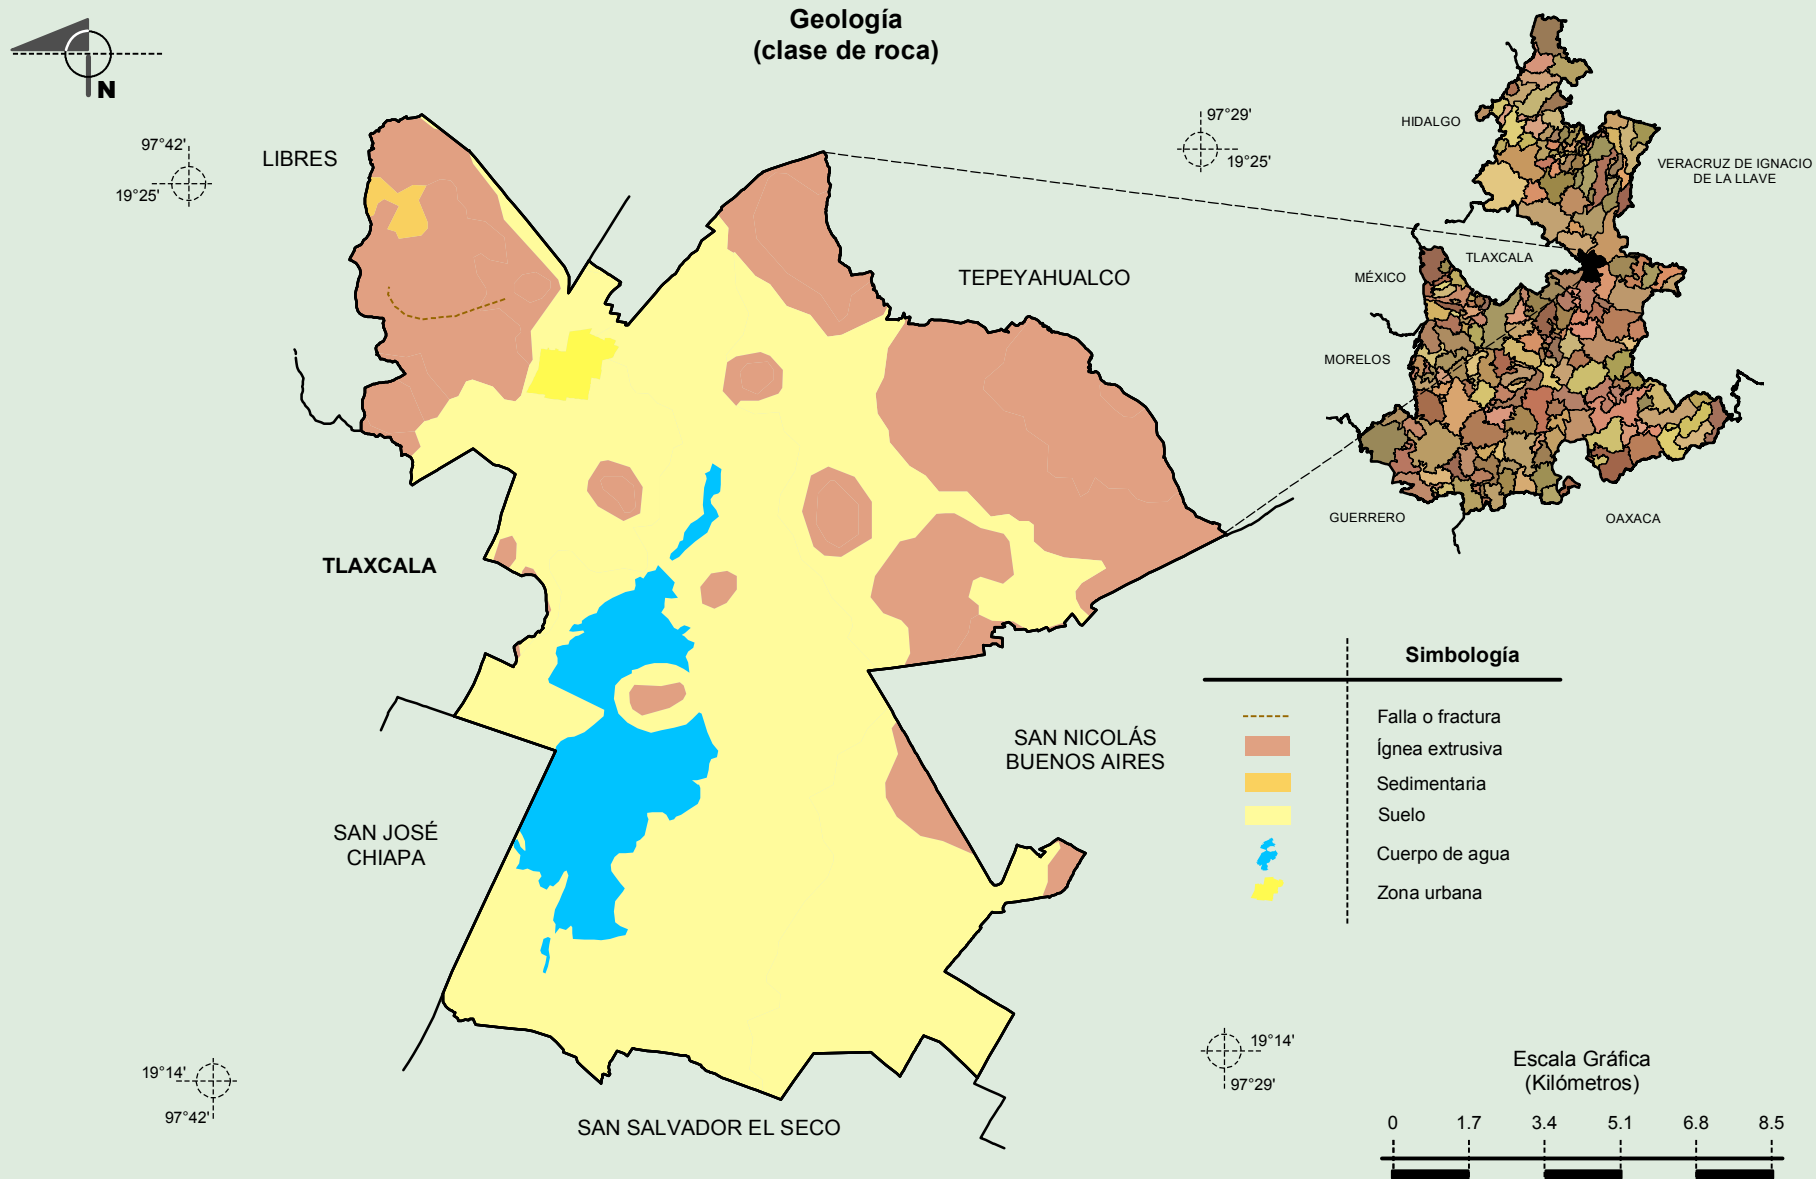 Geología
(clase de roca)
N
97°42'
19°25'
LIBRES
97°29'
19°25'
TEPEYAHUALCO
HIDALGO
VERACRUZ DE IGNACIO
DE LA LLAVE
TLAXCALA
MÉXICO
MORELOS
GUERRERO
OAXACA
TLAXCALA
SAN NICOLÁS
BUENOS AIRES
SAN JOSÉ
CHIAPA
Simbología
Falla o fractura
Ígnea extrusiva
Sedimentaria
Suelo
Cuerpo de agua
Zona urbana
19°14'
97°42'
19°14'
97°29'
SAN SALVADOR EL SECO
Escala Gráfica
(Kilómetros)
0 1.7 3.4 5.1 6.8 8.5